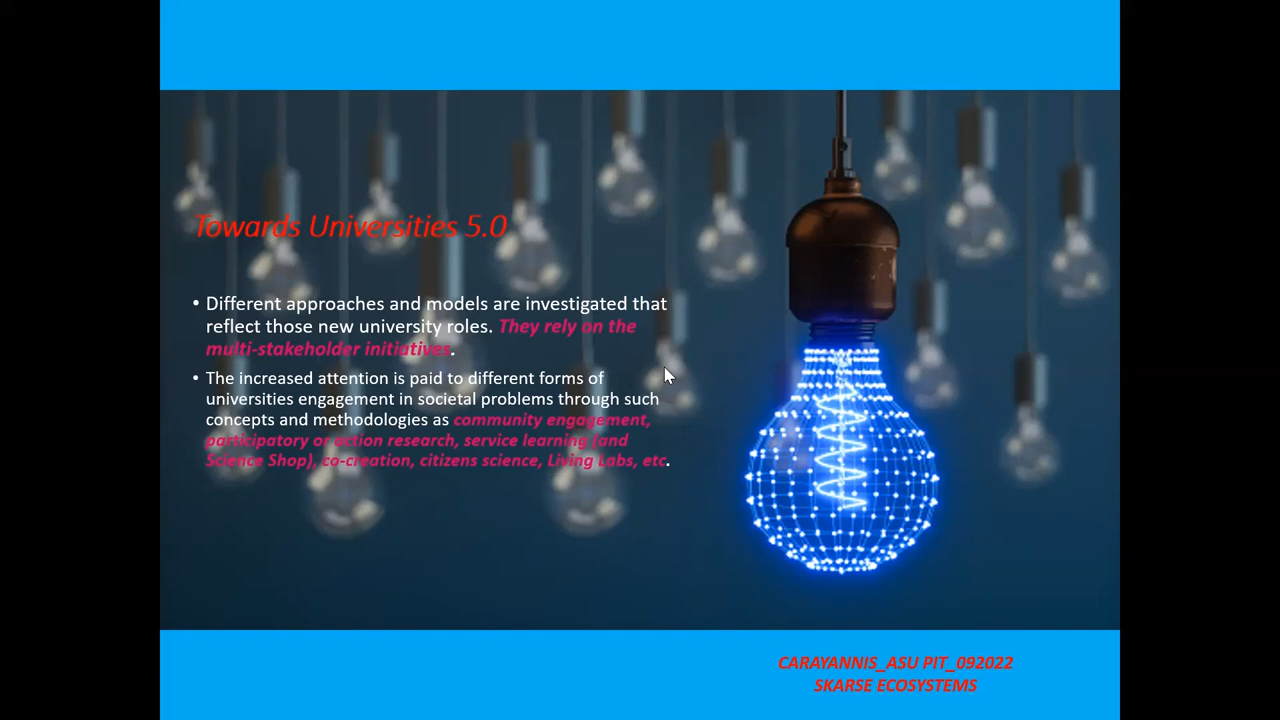 Towards Universities 5.0
• Different approaches and models are investigated that
reflect those new university roles. They rely on the
multi-stakeholder initiatives.
• The increased attention is paid to different forms of
universities engagement in societal problems through such
concepts and methodologies as community engagement,
participatory or action research, service learning (and
Science Shop), co-creation, citizens science, Living Labs, etc.
CARAYANNIS_ASU PIT_092022
SKARSE ECOSYSTEMS